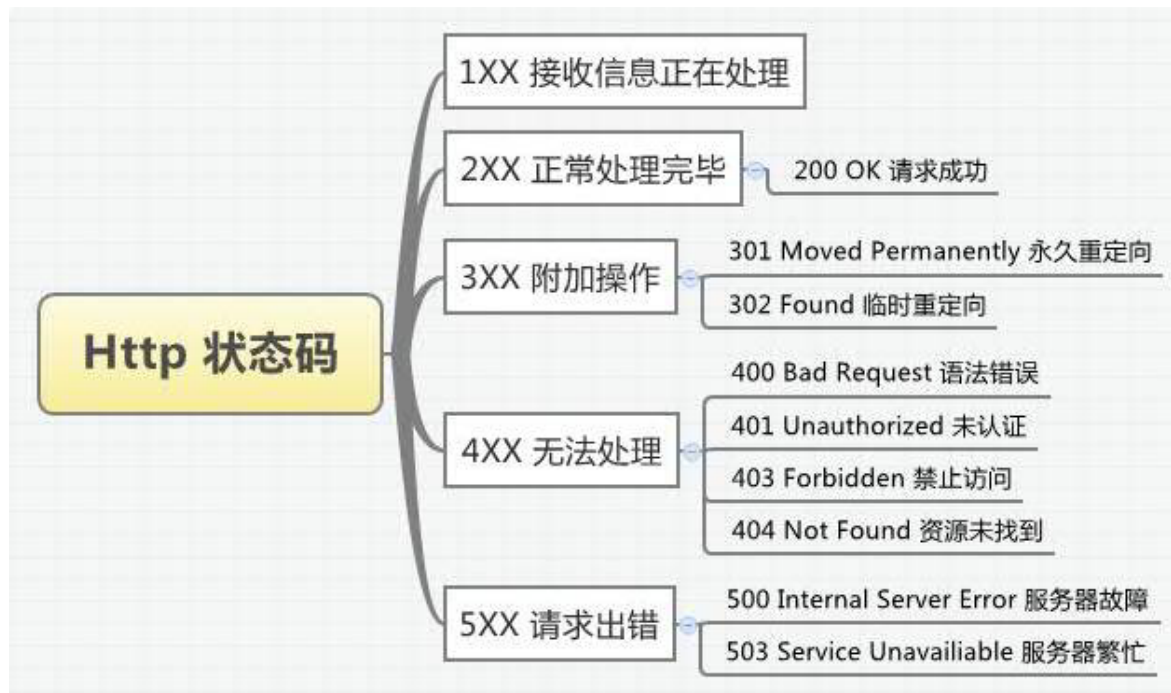 Http 状态码
1XX 接收信息正在处理
2XX 正常处理完毕
200 OK 请求成功
3XX 附加操作
301 Moved Permanently 永久重定向
302 Found 临时重定向
4XX 无法处理
400 Bad Request 语法错误
401 Unauthorized 未认证
403 Forbidden 禁止访问
404 Not Found 资源未找到
5XX 请求出错
500 Internal Server Error 服务器故障
503 Service Unavailiable 服务器繁忙